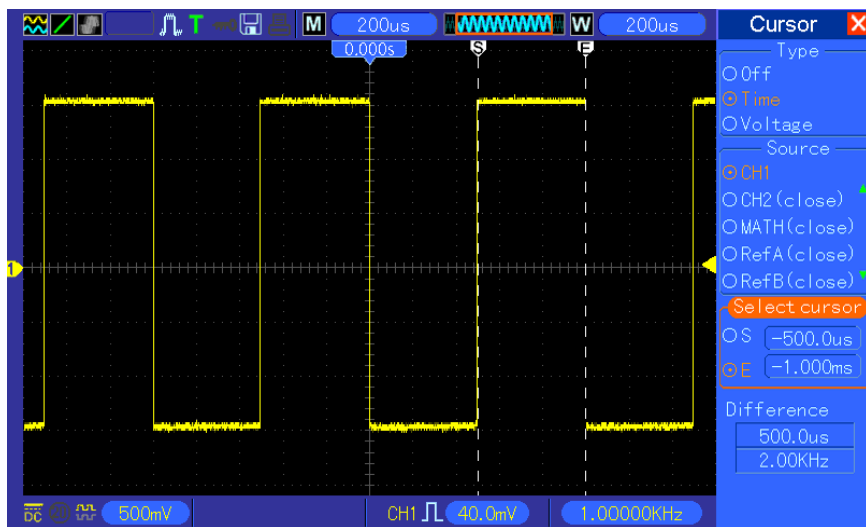 T M 200us W 200us
0.000s
S E
1
Cursor
Type
Off
Time
Voltage
Source
CH1
CH2(close)
MATH(close)
RefA(close)
RefB(close)
Select cursor
S -500.0us
E -1.000ms
Difference
500.0us
2.00KHz
DC 500mV CH1 40.0mV 1.00000KHz